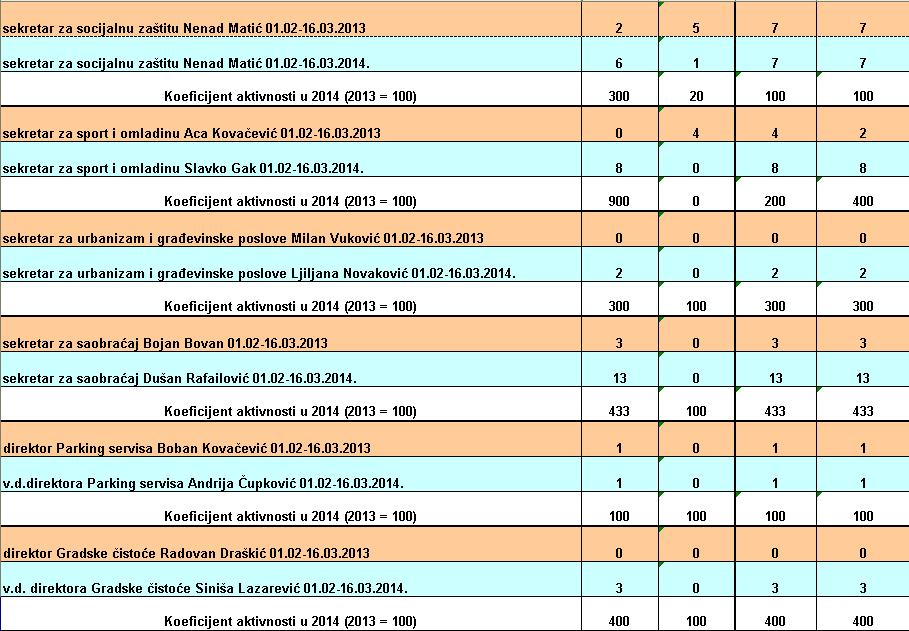 sekretar za socijalnu zaštitu Nenad Matić 01.02-16.03.2013 2 5 7 7
sekretar za socijalnu zaštitu Nenad Matić 01.02-16.03.2014. 6 1 7 7
Koeficijent aktivnosti u 2014 (2013 = 100) 300 20 100 100
sekretar za sport i omladinu Aca Kovačević 01.02-16.03.2013 0 4 4 2
sekretar za sport i omladinu Slavko Gak 01.02-16.03.2014. 8 0 8 8
Koeficijent aktivnosti u 2014 (2013 = 100) 900 0 200 400
sekretar za urbanizam i građevinske poslove Milan Vuković 01.02-16.03.2013 0 0 0 0
sekretar za urbanizam i građevinske poslove Ljiljana Novaković 01.02-16.03.2014. 2 0 2 2
Koeficijent aktivnosti u 2014 (2013 = 100) 300 100 300 300
sekretar za saobraćaj Bojan Bovan 01.02-16.03.2013 3 0 3 3
sekretar za saobraćaj Dušan Rafailović 01.02-16.03.2014. 13 0 13 13
Koeficijent aktivnosti u 2014 (2013 = 100) 433 100 433 433
direktor Parking servisa Boban Kovačević 01.02-16.03.2013 1 0 1 1
v.d.direktora Parking servisa Andrija Čupković 01.02-16.03.2014. 1 0 1 1
Koeficijent aktivnosti u 2014 (2013 = 100) 100 100 100 100
direktor Gradske čistoće Radovan Draškić 01.02-16.03.2013 0 0 0 0
v.d. direktora Gradske čistoće Siniša Lazarević 01.02-16.03.2014. 3 0 3 3
Koeficijent aktivnosti u 2014 (2013 = 100) 400 100 400 400